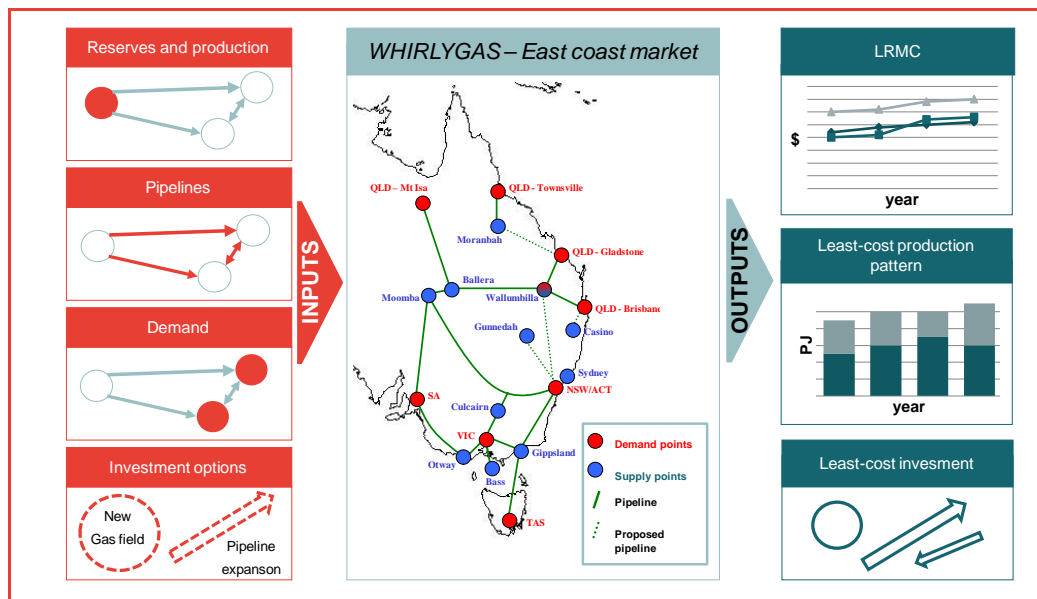 Reserves and production
Pipelines
Demand
Investment options
New
Gas field
Pipeline
expanson
INPUTS
WHIRLYGAS – East coast market
QLD – Mt Isa
QLD - Townsville
Moranbah
QLD - Gladstone
Ballera
Moomba
Wallumbilla
QLD - Brisbane
Gunnedah
Casino
Sydney
NSW/ACT
SA
Culcairn
VIC
Otway
Gippsland
Bass
TAS
Demand points
Supply points
Pipeline
Proposed
pipeline
OUTPUTS
LRMC
$
year
Least-cost production
pattern
PJ
year
Least-cost invesment